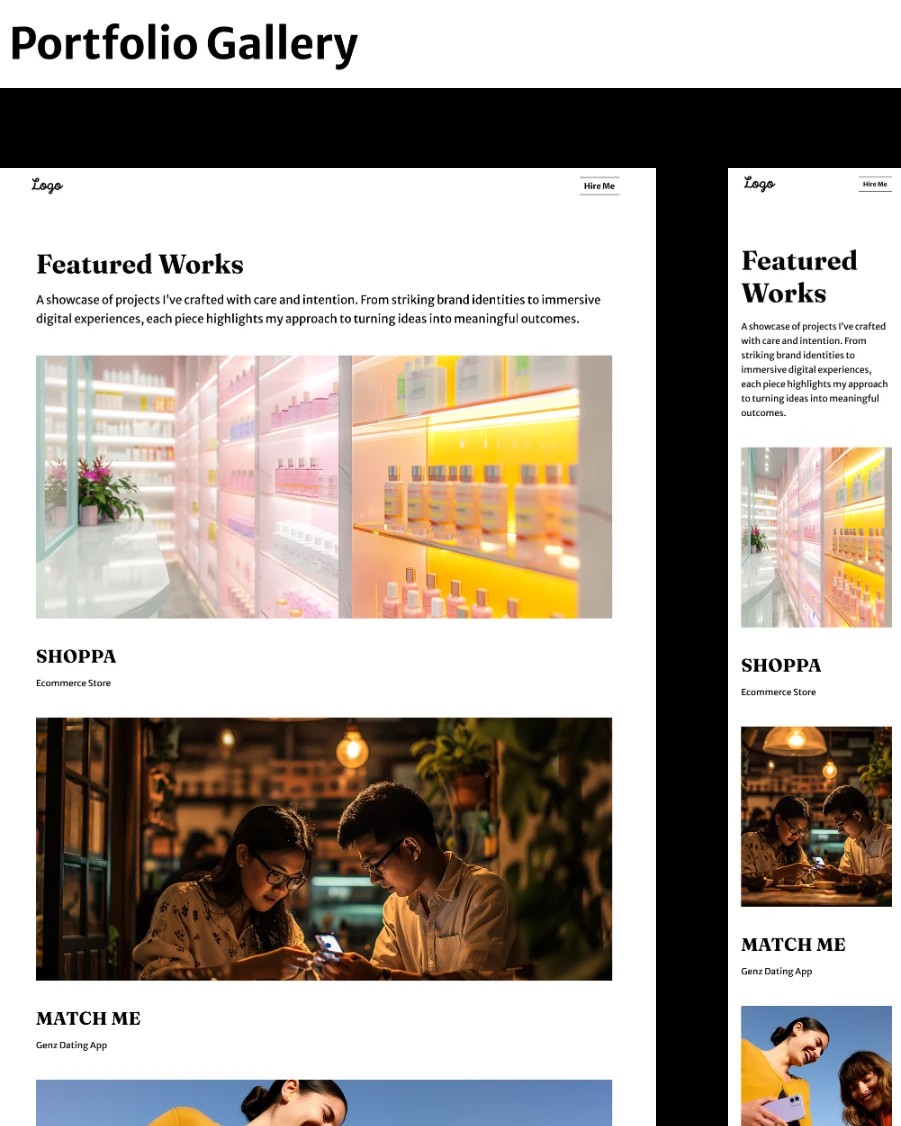 Portfolio Gallery
Logo
Hire Me
Featured Works
A showcase of projects I've crafted with care and intention. From striking brand identities to immersive
digital experiences, each piece highlights my approach to turning ideas into meaningful outcomes.
SHOPPA
Ecommerce Store
MATCH ME
Genz Dating App
Logo
Hire Me
Featured
Works
A showcase of projects I've crafted
with care and intention. From
striking brand identities to
immersive digital experiences,
each piece highlights my approach
to turning ideas into meaningful
outcomes.
SHOPPA
Ecommerce Store
MATCH ME
Genz Dating App